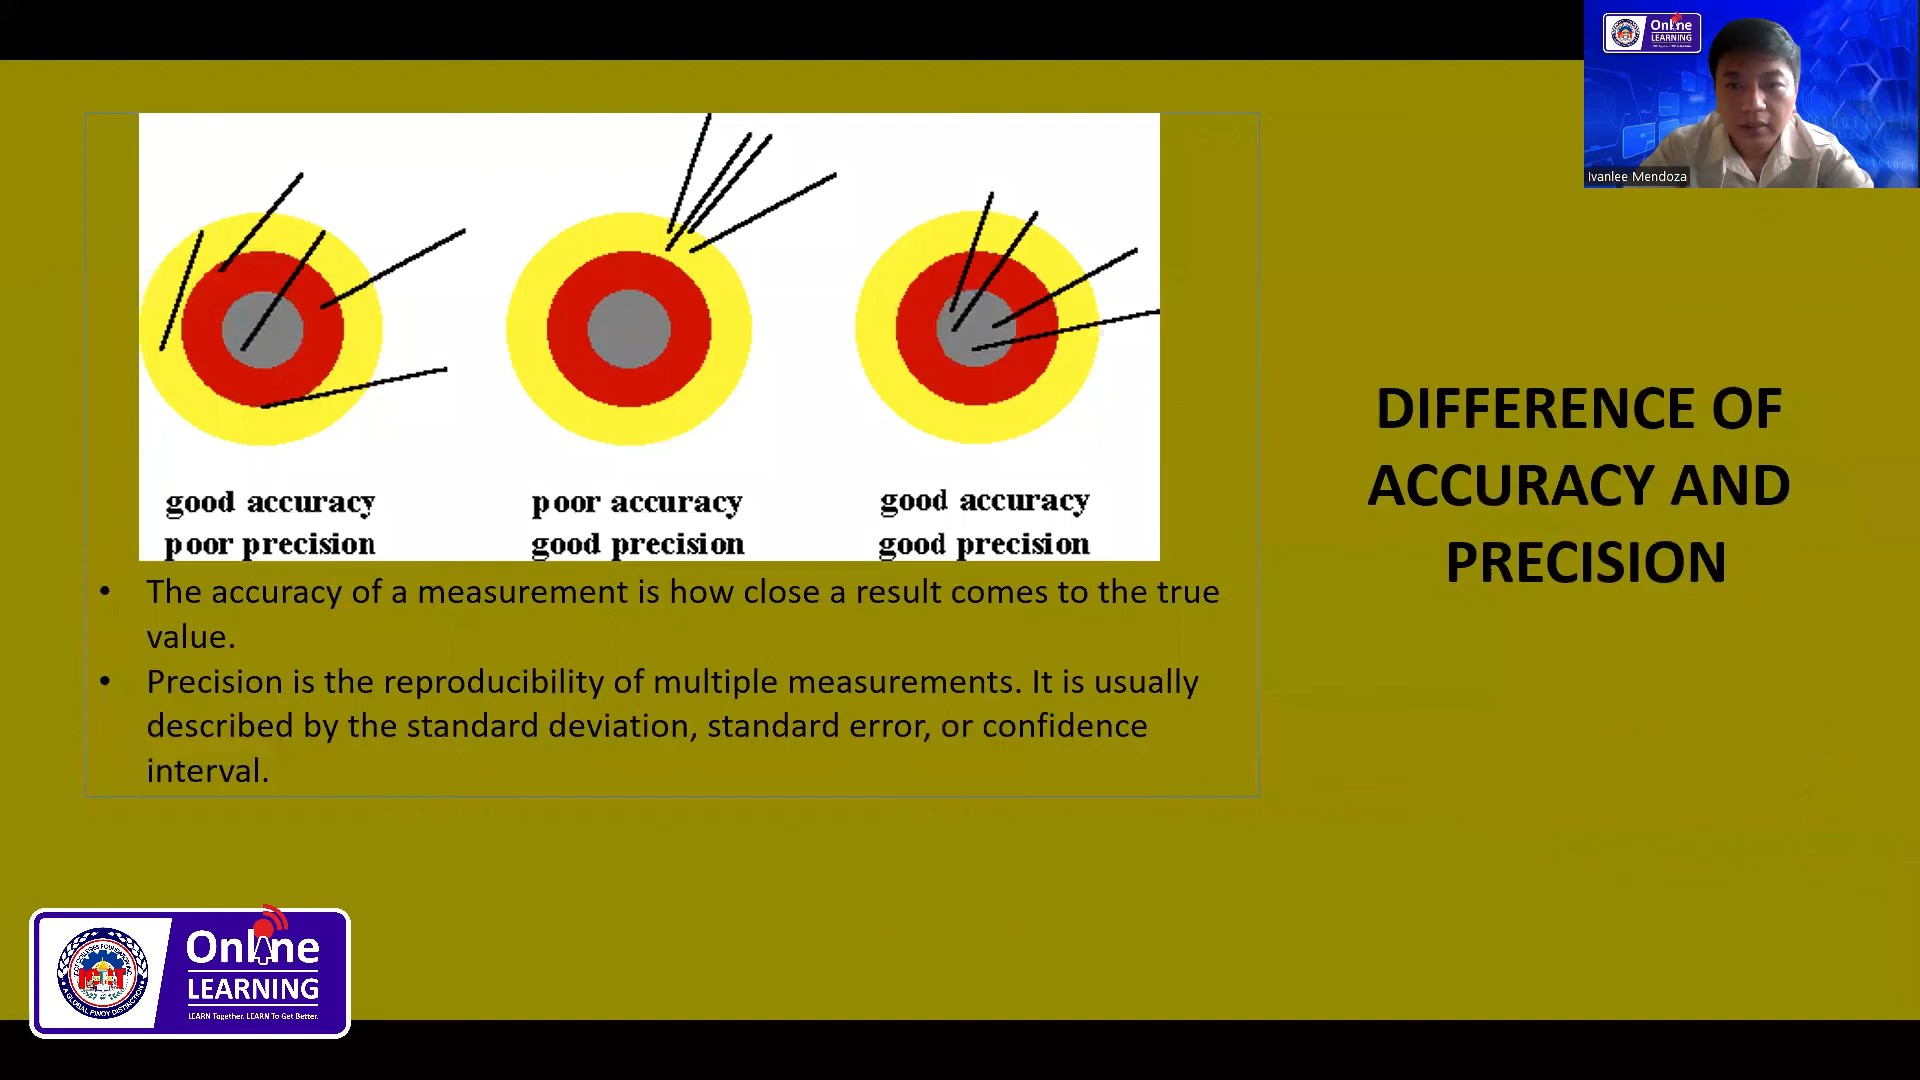 Online
LEARNING
Ivanlee Mendoza
good accuracy
poor precision
poor accuracy
good precision
good accuracy
good precision
DIFFERENCE OF
ACCURACY AND
PRECISION
• The accuracy of a measurement is how close a result comes to the true
value.
• Precision is the reproducibility of multiple measurements. It is usually
described by the standard deviation, standard error, or confidence
interval.
Online
LEARNING
LEARN Together. LEARN To Get Better.
A GLOBAL PINOY DISTINCTION